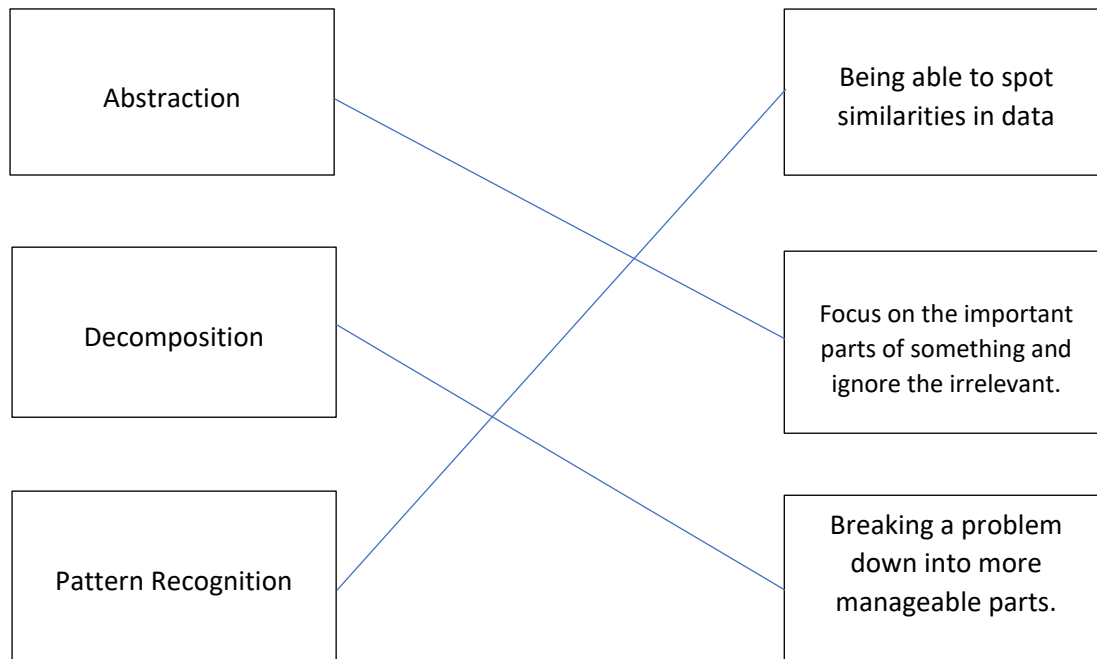 Abstraction
Being able to spot
similarities in data
Decomposition
Focus on the important
parts of something and
ignore the irrelevant.
Pattern Recognition
Breaking a problem
down into more
manageable parts.